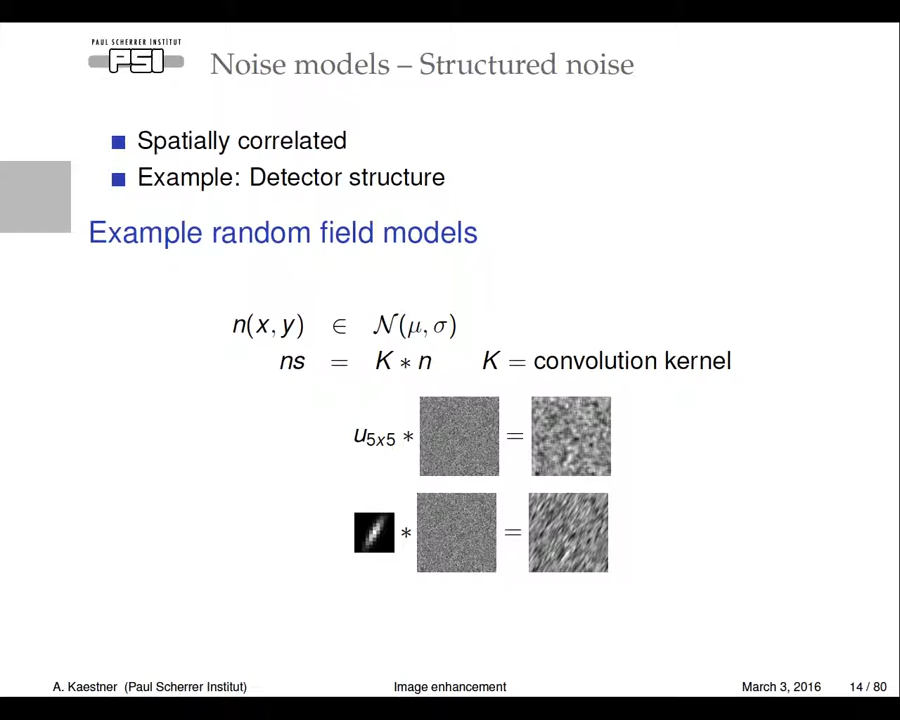 PAUL SCHERRER INSTITUT
PSI
Noise models – Structured noise
Spatially correlated
Example: Detector structure
Example random field models
n(x, y) ∈ 𝒩(μ, σ)
ns = K ∗ n K = convolution kernel
u5x5 ∗ =
∗ =
A. Kaestner (Paul Scherrer Institut) Image enhancement March 3, 2016 14 / 80